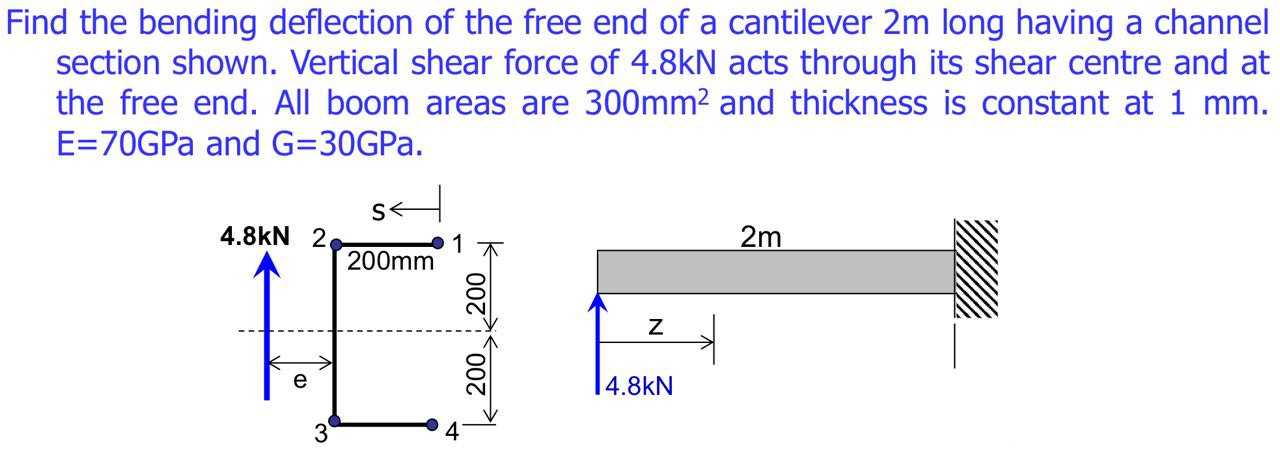 Find the bending deflection of the free end of a cantilever 2m long having a channel
section shown. Vertical shear force of 4.8kN acts through its shear centre and at
the free end. All boom areas are 300mm² and thickness is constant at 1 mm.
E=70GPa and G=30GPa.
s
4.8kN 2 1
200mm
200
200
e
3 4
2m
z
4.8kN